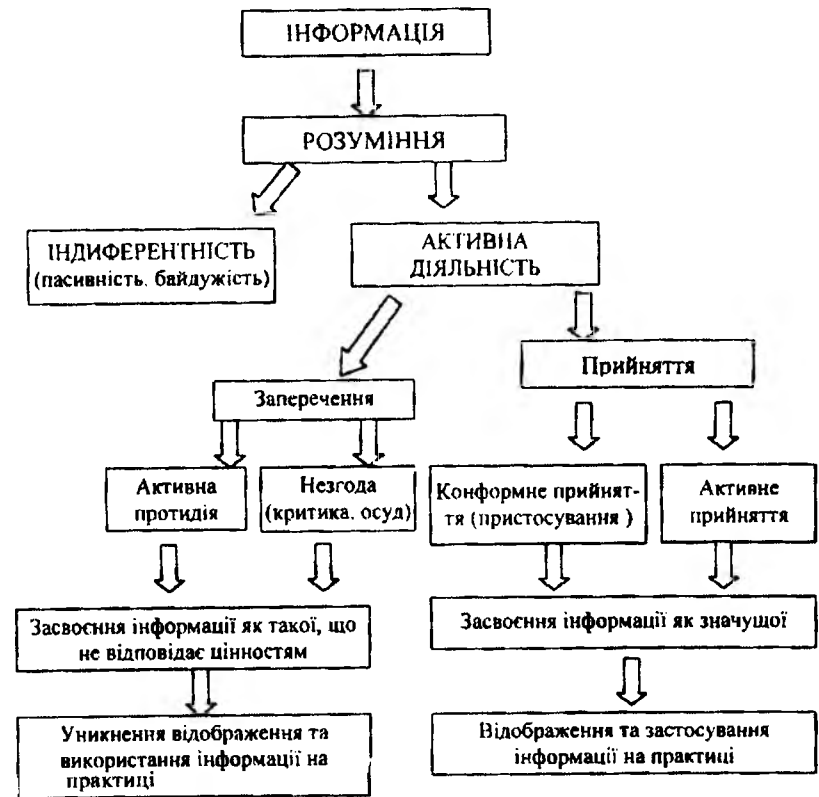 ІНФОРМАЦІЯ
РОЗУМІННЯ
ІНДИФЕРЕНТНІСТЬ
(пасивність. байдужість)
АКТИВНА
ДІЯЛЬНІСТЬ
Прийняття
Заперечення
Активна
протидія
Незгода
(критика. осуд)
Конформне прийнят-
тя (пристосування )
Активне
прийняття
Засвоєння інформації як такої, що
не відповідає цінностям
Засвоєння інформації як значущої
Уникнення відображення та
використання інформації на
практиці
Відображення та застосування
інформації на практиці